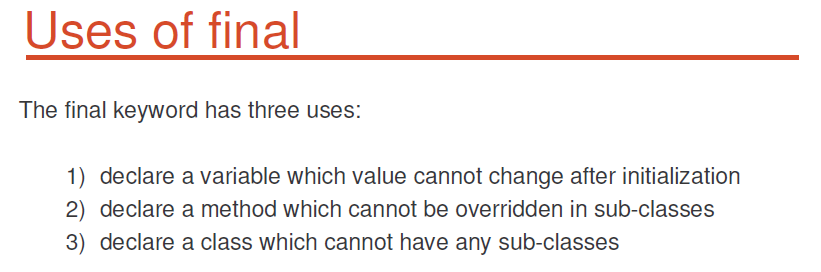 Uses of final
The final keyword has three uses:
1) declare a variable which value cannot change after initialization
2) declare a method which cannot be overridden in sub-classes
3) declare a class which cannot have any sub-classes